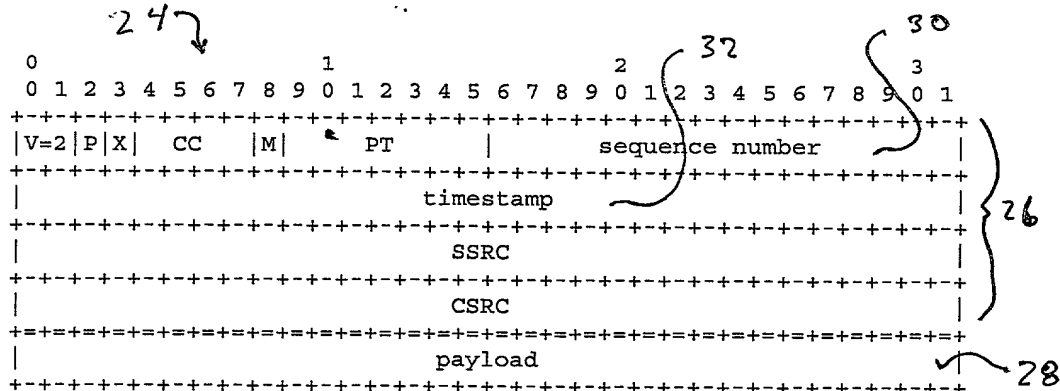 24
32
30
0 1 2 3
0 1 2 3 4 5 6 7 8 9 0 1 2 3 4 5 6 7 8 9 0 1 2 3 4 5 6 7 8 9 0 1
+-+-+-+-+-+-+-+-+-+-+-+-+-+-+-+-+-+-+-+-+-+-+-+-+-+-+-+-+-+-+-+-+
|V=2|P|X| CC |M| PT | sequence number |
+-+-+-+-+-+-+-+-+-+-+-+-+-+-+-+-+-+-+-+-+-+-+-+-+-+-+-+-+-+-+-+-+
| timestamp |
+-+-+-+-+-+-+-+-+-+-+-+-+-+-+-+-+-+-+-+-+-+-+-+-+-+-+-+-+-+-+-+-+
| SSRC |
+-+-+-+-+-+-+-+-+-+-+-+-+-+-+-+-+-+-+-+-+-+-+-+-+-+-+-+-+-+-+-+-+
| CSRC |
+=+=+=+=+=+=+=+=+=+=+=+=+=+=+=+=+=+=+=+=+=+=+=+=+=+=+=+=+=+=+=+=+
| payload |
+-+-+-+-+-+-+-+-+-+-+-+-+-+-+-+-+-+-+-+-+-+-+-+-+-+-+-+-+-+-+-+-+
26
28